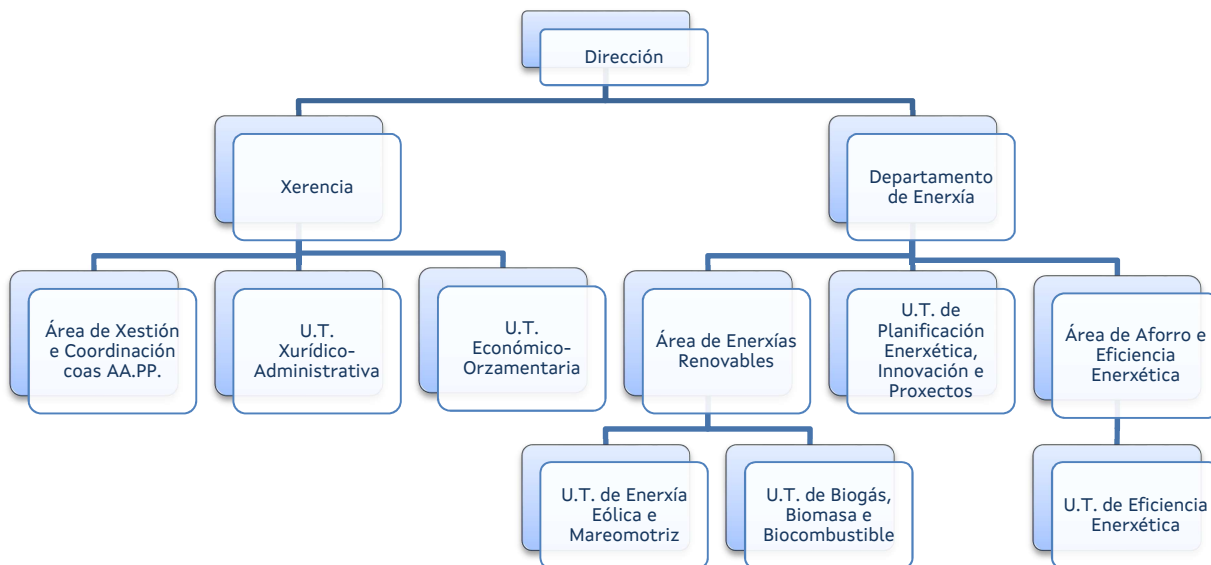 Dirección
Xerencia
Departamento
de Enerxía
Área de Xestión
e Coordinación
coas AA.PP.
U.T.
Xurídico-
Administrativa
U.T.
Económico-
Orzamentaria
Área de Enerxías
Renovables
U.T. de
Planificación
Enerxética,
Innovación e
Proxectos
Área de Aforro e
Eficiencia
Enerxética
U.T. de Enerxía
Eólica e
Mareomotriz
U.T. de Biogás,
Biomasa e
Biocombustible
U.T. de Eficiencia
Enerxética